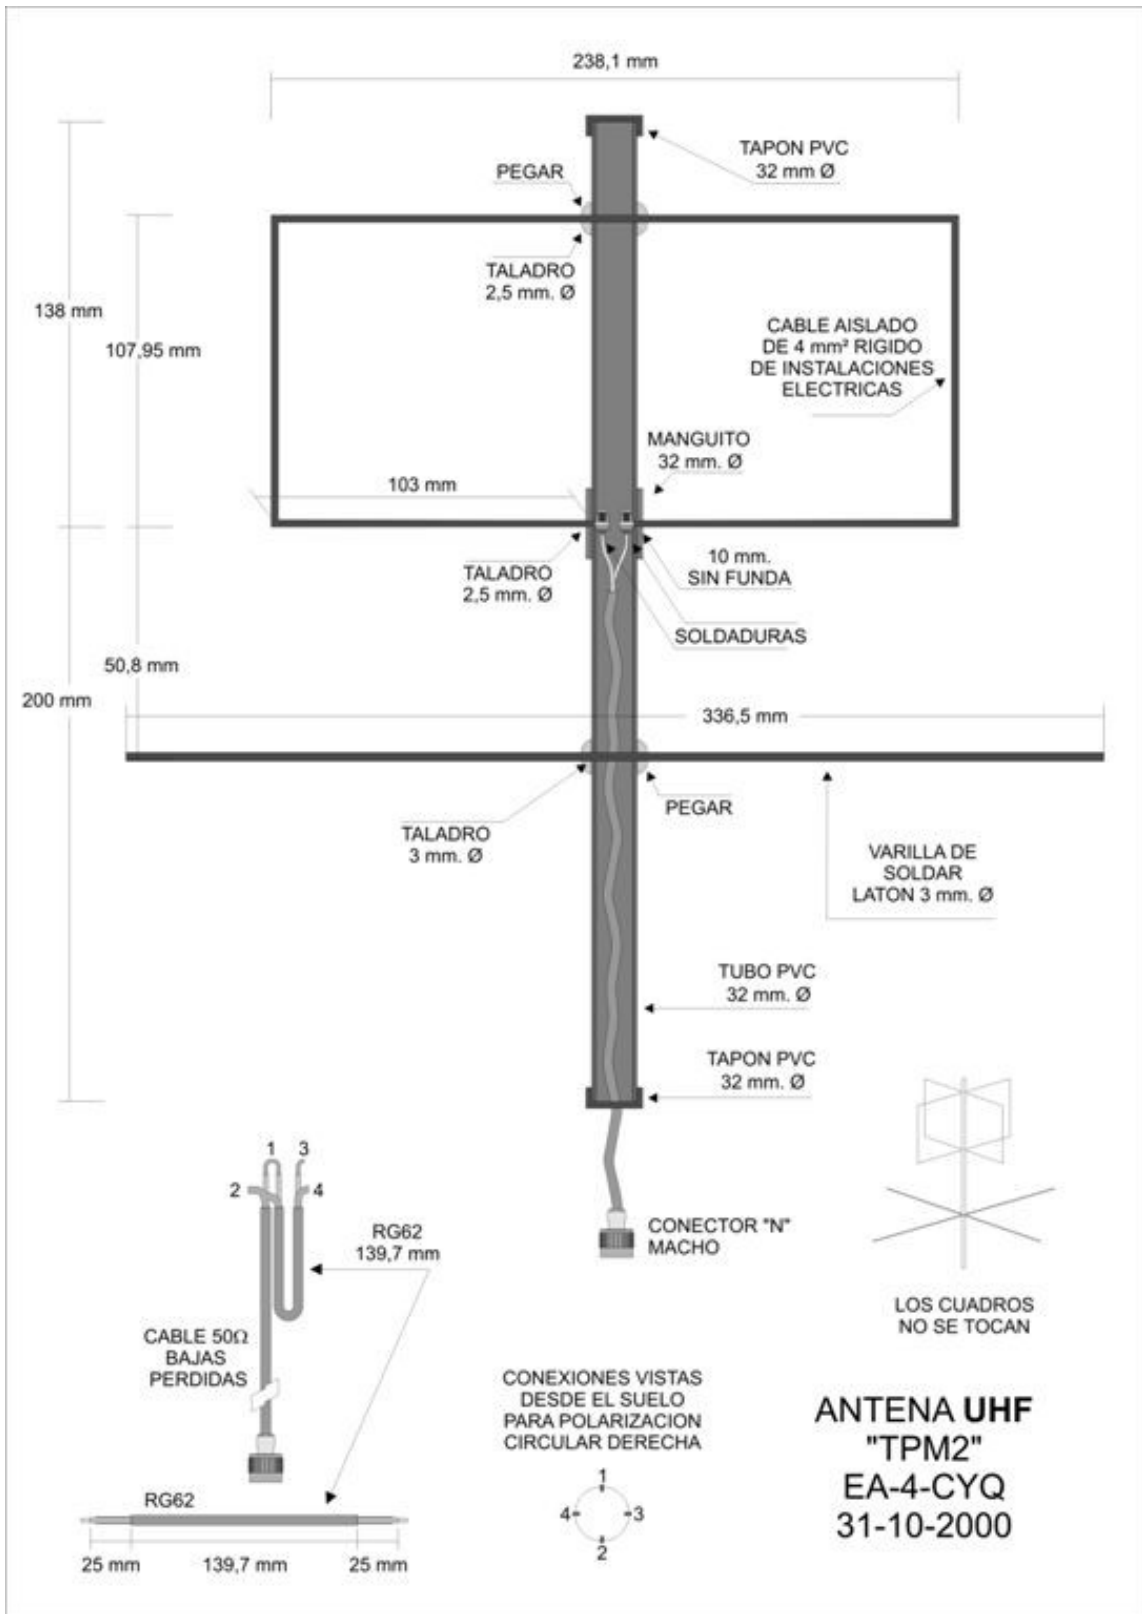 238,1 mm
TAPON PVC
32 mm Ø
PEGAR
TALADRO
2,5 mm. Ø
138 mm
107,95 mm
CABLE AISLADO
DE 4 mm² RIGIDO
DE INSTALACIONES
ELECTRICAS
MANGUITO
32 mm. Ø
103 mm
TALADRO
2,5 mm. Ø
10 mm.
SIN FUNDA
SOLDADURAS
50,8 mm
200 mm
336,5 mm
PEGAR
TALADRO
3 mm. Ø
VARILLA DE
SOLDAR
LATON 3 mm. Ø
TUBO PVC
32 mm. Ø
TAPON PVC
32 mm. Ø
1 3
2 4
RG62
139,7 mm
CONECTOR "N"
MACHO
LOS CUADROS
NO SE TOCAN
CABLE 50Ω
BAJAS
PERDIDAS
CONEXIONES VISTAS
DESDE EL SUELO
PARA POLARIZACION
CIRCULAR DERECHA
1
4 3
2
RG62
25 mm 139,7 mm 25 mm
ANTENA UHF
"TPM2"
EA-4-CYQ
31-10-2000